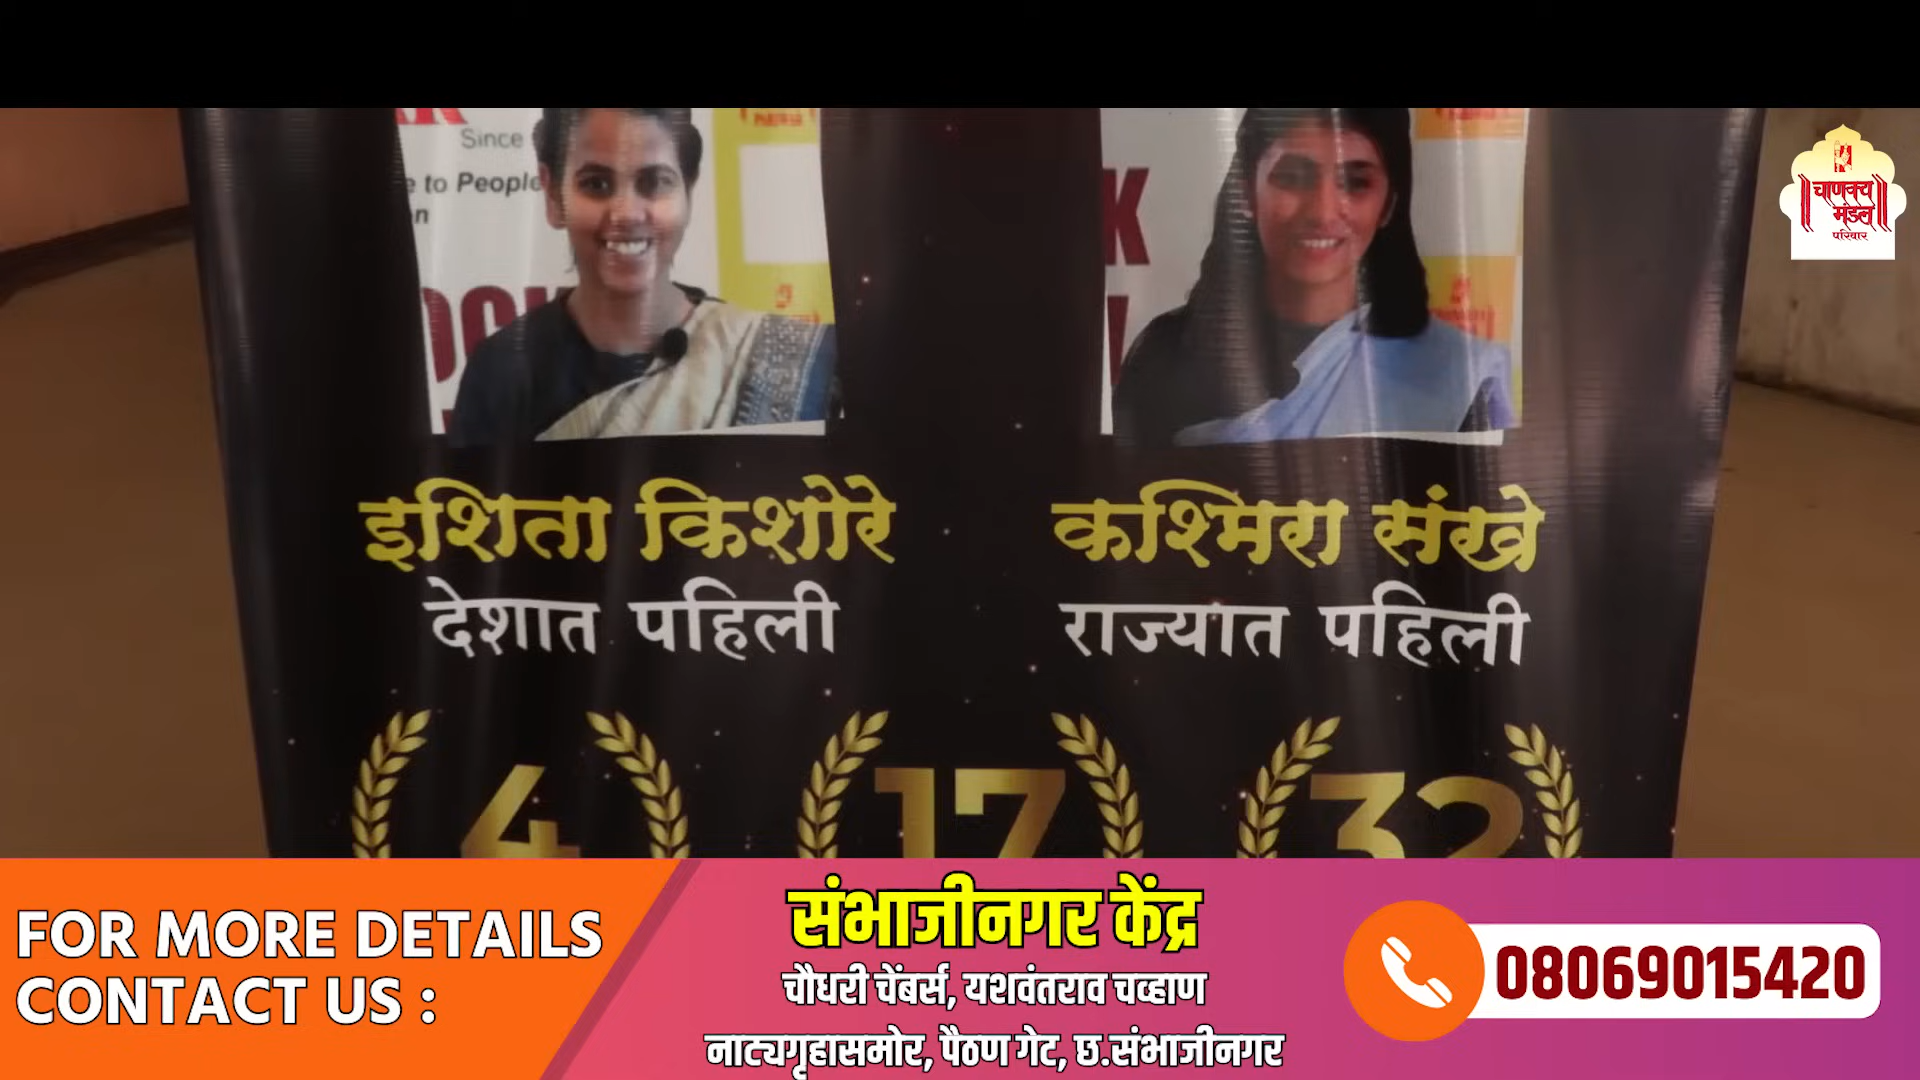 Since
e to People
on
K
इशिता किशोरे
कश्मिरा संखे
देशात पहिली
राज्यात पहिली
4
17
32
चाणक्य
मंडल
परिवार
FOR MORE DETAILS
CONTACT US :
संभाजीनगर केंद्र
चौधरी चेंबर्स, यशवंतराव चव्हाण
नाट्यगृहासमोर, पैठण गेट, छ.संभाजीनगर
08069015420